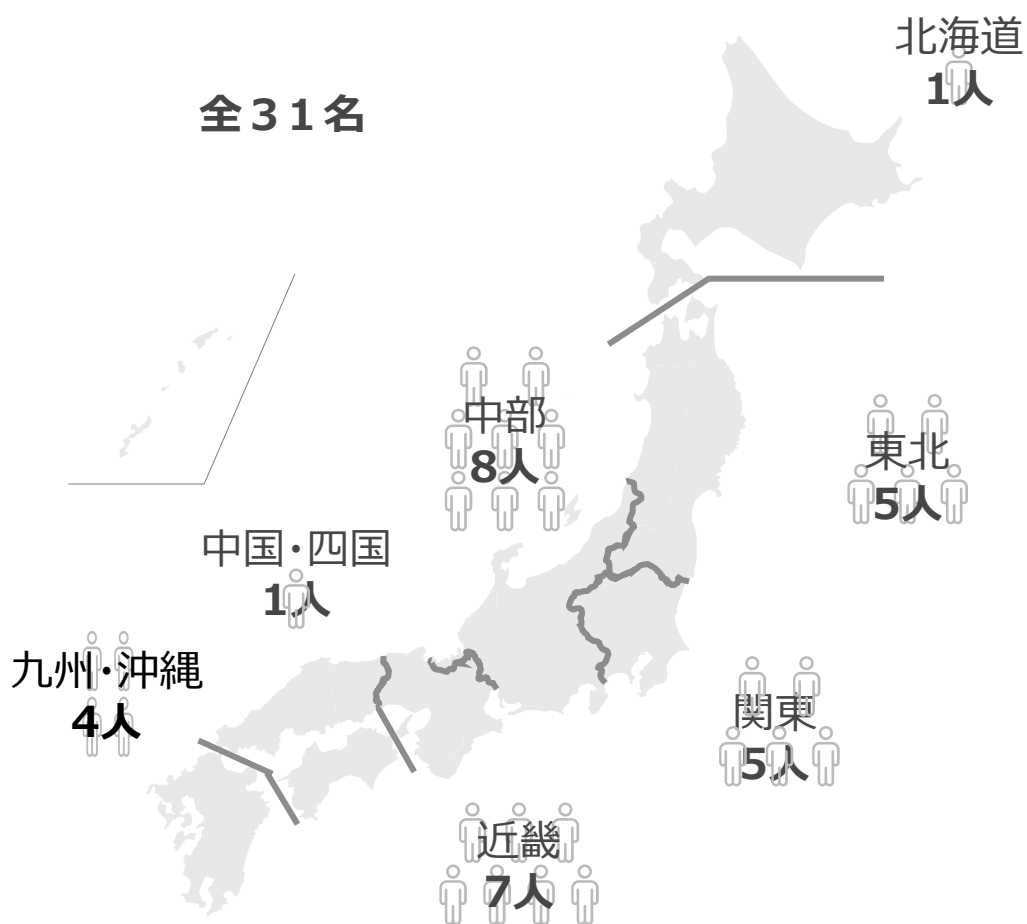 北海道
1人
全３１名
中部
8人
東北
5人
中国・四国
1人
九州・沖縄
4人
関東
5人
近畿
7人